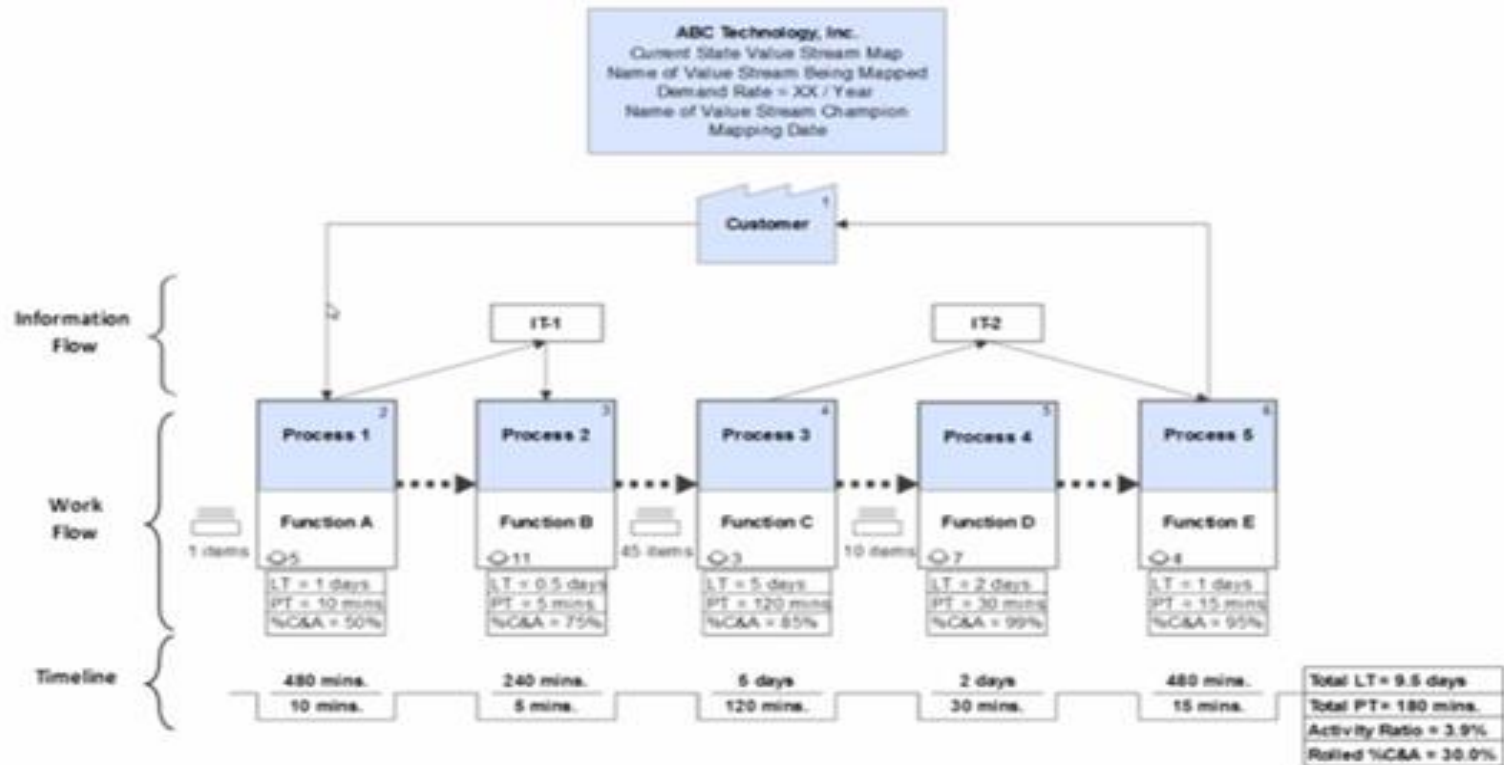 ABC Technology, Inc.
Current State Value Stream Map
Name of Value Stream Being Mapped
Demand Rate = XX / Year
Name of Value Stream Champion
Mapping Date
1
Customer
Information
Flow
IT-1
IT-2
2
Process 1
3
Process 2
4
Process 3
5
Process 4
6
Process 5
Work
Flow
1 items
Function A
5
Function B
11
45 items
Function C
3
10 items
Function D
7
Function E
4
LT = 1 days
PT = 10 mins
%C&A = 50%
LT = 0.5 days
PT = 5 mins
%C&A = 75%
LT = 5 days
PT = 120 mins
%C&A = 85%
LT = 2 days
PT = 30 mins
%C&A = 99%
LT = 1 days
PT = 15 mins
%C&A = 95%
Timeline
480 mins.
10 mins.
240 mins.
5 mins.
5 days
120 mins.
2 days
30 mins.
480 mins.
15 mins.
Total LT = 9.5 days
Total PT = 180 mins.
Activity Ratio = 3.9%
Rolled %C&A = 30.0%